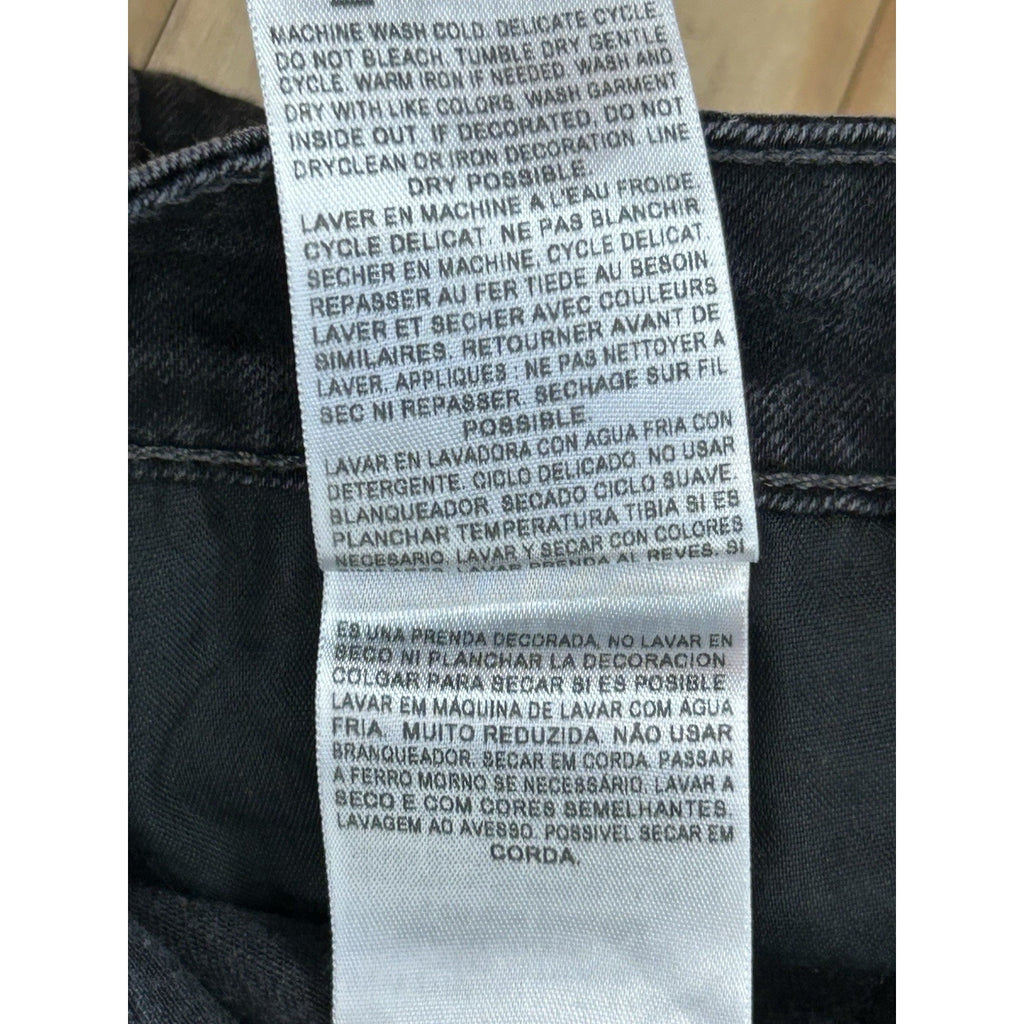 MACHINE WASH COLD. DELICATE CYCLE.
DO NOT BLEACH. TUMBLE DRY GENTLE
CYCLE. WARM IRON IF NEEDED. WASH AND
DRY WITH LIKE COLORS. WASH GARMENT
INSIDE OUT. IF DECORATED, DO NOT
DRYCLEAN OR IRON DECORATION. LINE
DRY POSSIBLE.
LAVER EN MACHINE A L'EAU FROIDE.
CYCLE DELICAT. NE PAS BLANCHIR.
SECHER EN MACHINE, CYCLE DELICAT
REPASSER AU FER TIEDE AU BESOIN
LAVER ET SECHER AVEC COULEURS
SIMILAIRES. RETOURNER AVANT DE
LAVER. APPLIQUES : NE PAS NETTOYER A
SEC NI REPASSER. SECHAGE SUR FIL
POSSIBLE.
LAVAR EN LAVADORA CON AGUA FRIA CON
DETERGENTE. CICLO DELICADO. NO USAR
BLANQUEADOR. SECADO CICLO SUAVE.
PLANCHAR TEMPERATURA TIBIA SI ES
NECESARIO. LAVAR Y SECAR CON COLORES
LAVAR PRENDA AL REVES. SI
ES UNA PRENDA DECORADA, NO LAVAR EN
SECO NI PLANCHAR LA DECORACION
COLGAR PARA SECAR SI ES POSIBLE
LAVAR EM MÁQUINA DE LAVAR COM ÁGUA
FRIA. MUITO REDUZIDA. NÃO USAR
BRANQUEADOR. SECAR EM CORDA. PASSAR
A FERRO MORNO SE NECESSÁRIO. LAVAR A
SECO E COM CORES SEMELHANTES.
LAVAGEM AO AVESSO. POSSIVEL SECAR EM
CORDA.